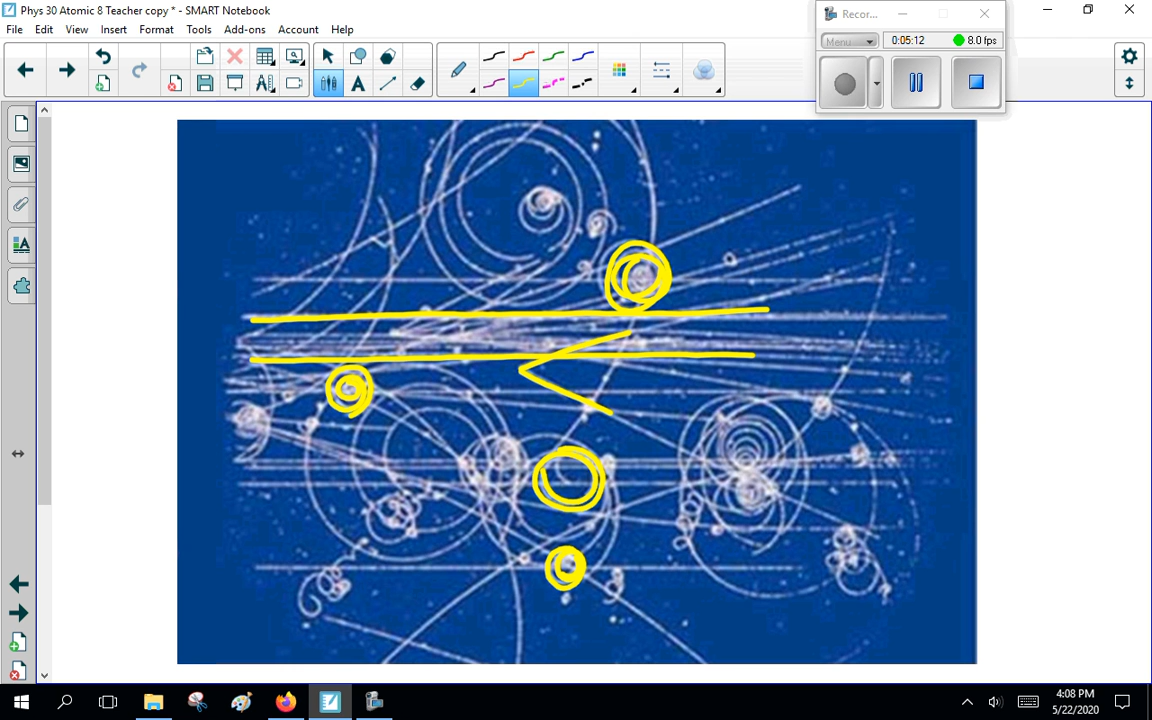 Phys 30 Atomic 8 Teacher copy * - SMART Notebook
File Edit View Insert Format Tools Add-ons Account Help
Recor...
Menu
0:05:12
8.0 fps
4:08 PM
5/22/2020